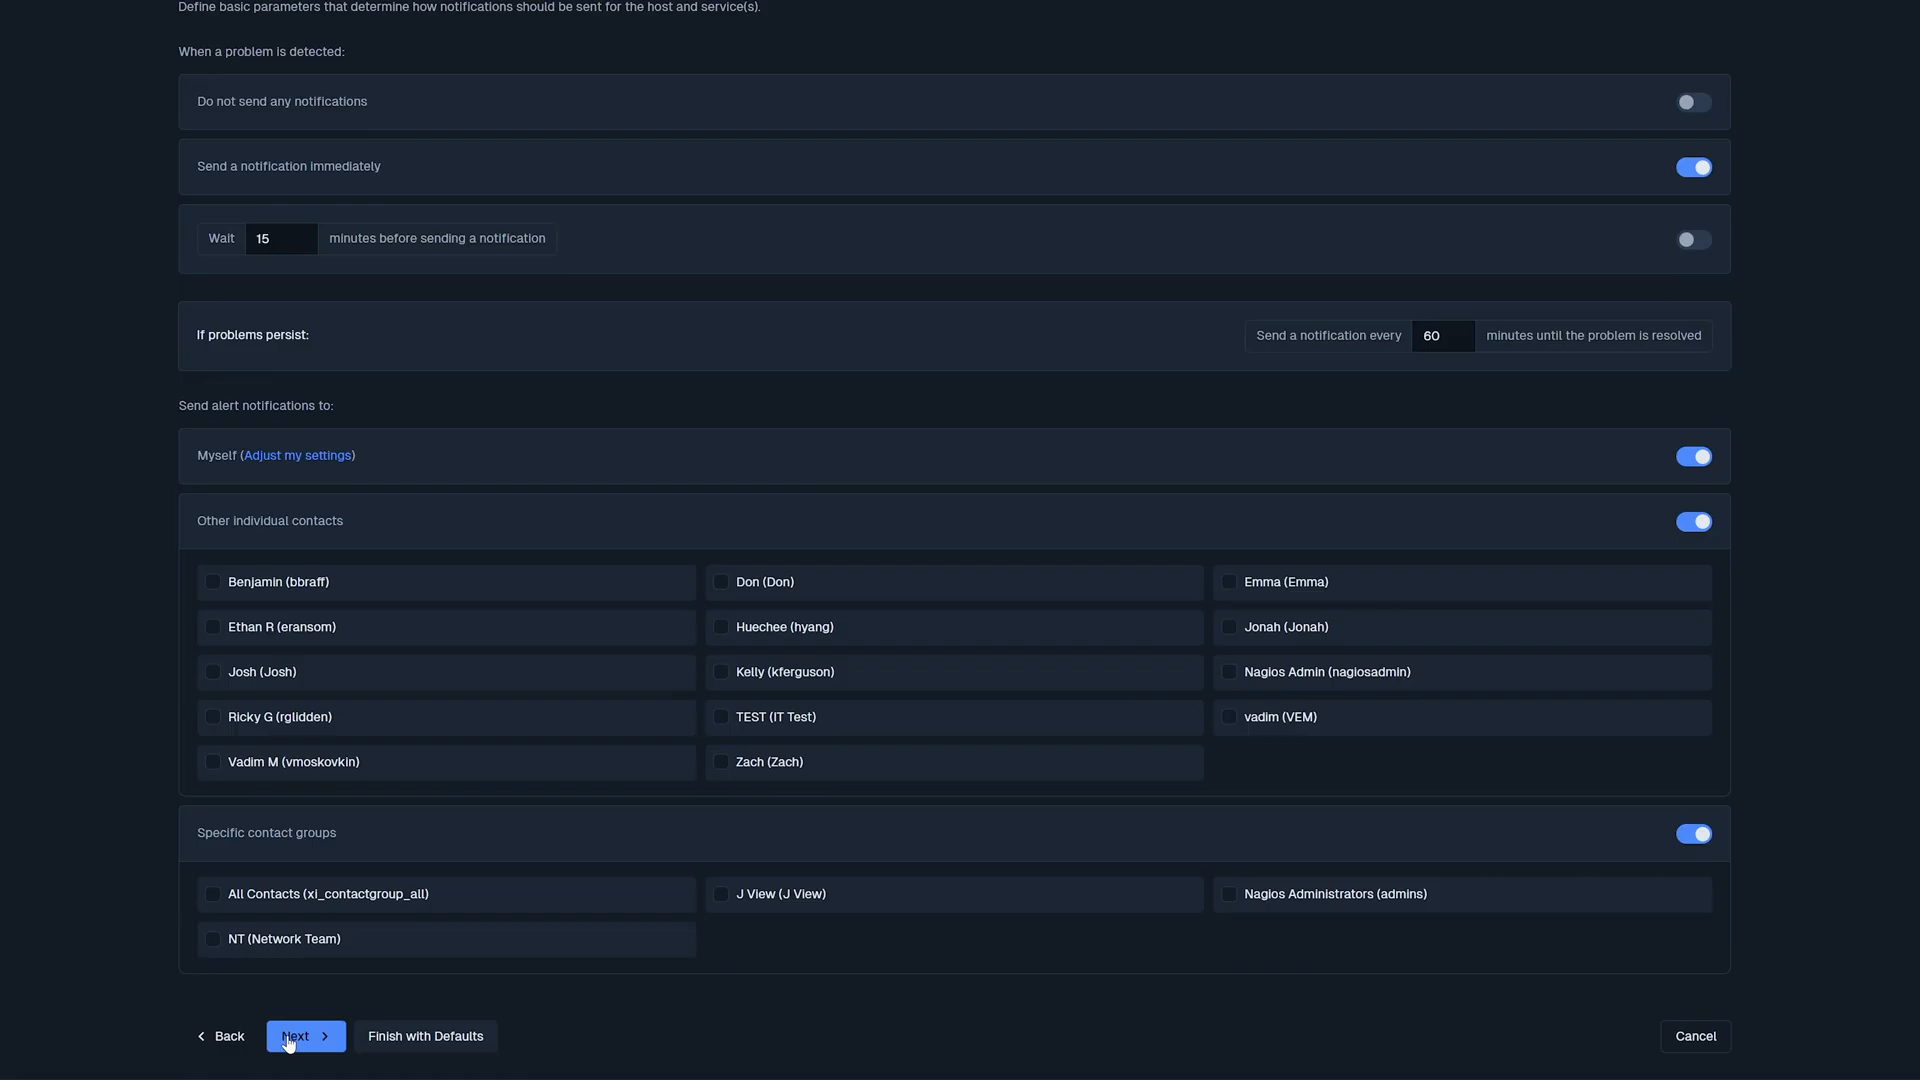 Define basic parameters that determine how notifications should be sent for the host and service(s).
When a problem is detected:
Do not send any notifications
Send a notification immediately
Wait 15 minutes before sending a notification
If problems persist: Send a notification every 60 minutes until the problem is resolved
Send alert notifications to:
Myself (Adjust my settings)
Other individual contacts
Benjamin (bbraff) Don (Don) Emma (Emma)
Ethan R (eransom) Huechee (hyang) Jonah (Jonah)
Josh (Josh) Kelly (kferguson) Nagios Admin (nagiosadmin)
Ricky G (rglidden) TEST (IT Test) vadim (VEM)
Vadim M (vmoskovkin) Zach (Zach)
Specific contact groups
All Contacts (xi_contactgroup_all) J View (J View) Nagios Administrators (admins)
NT (Network Team)
Back Next Finish with Defaults Cancel